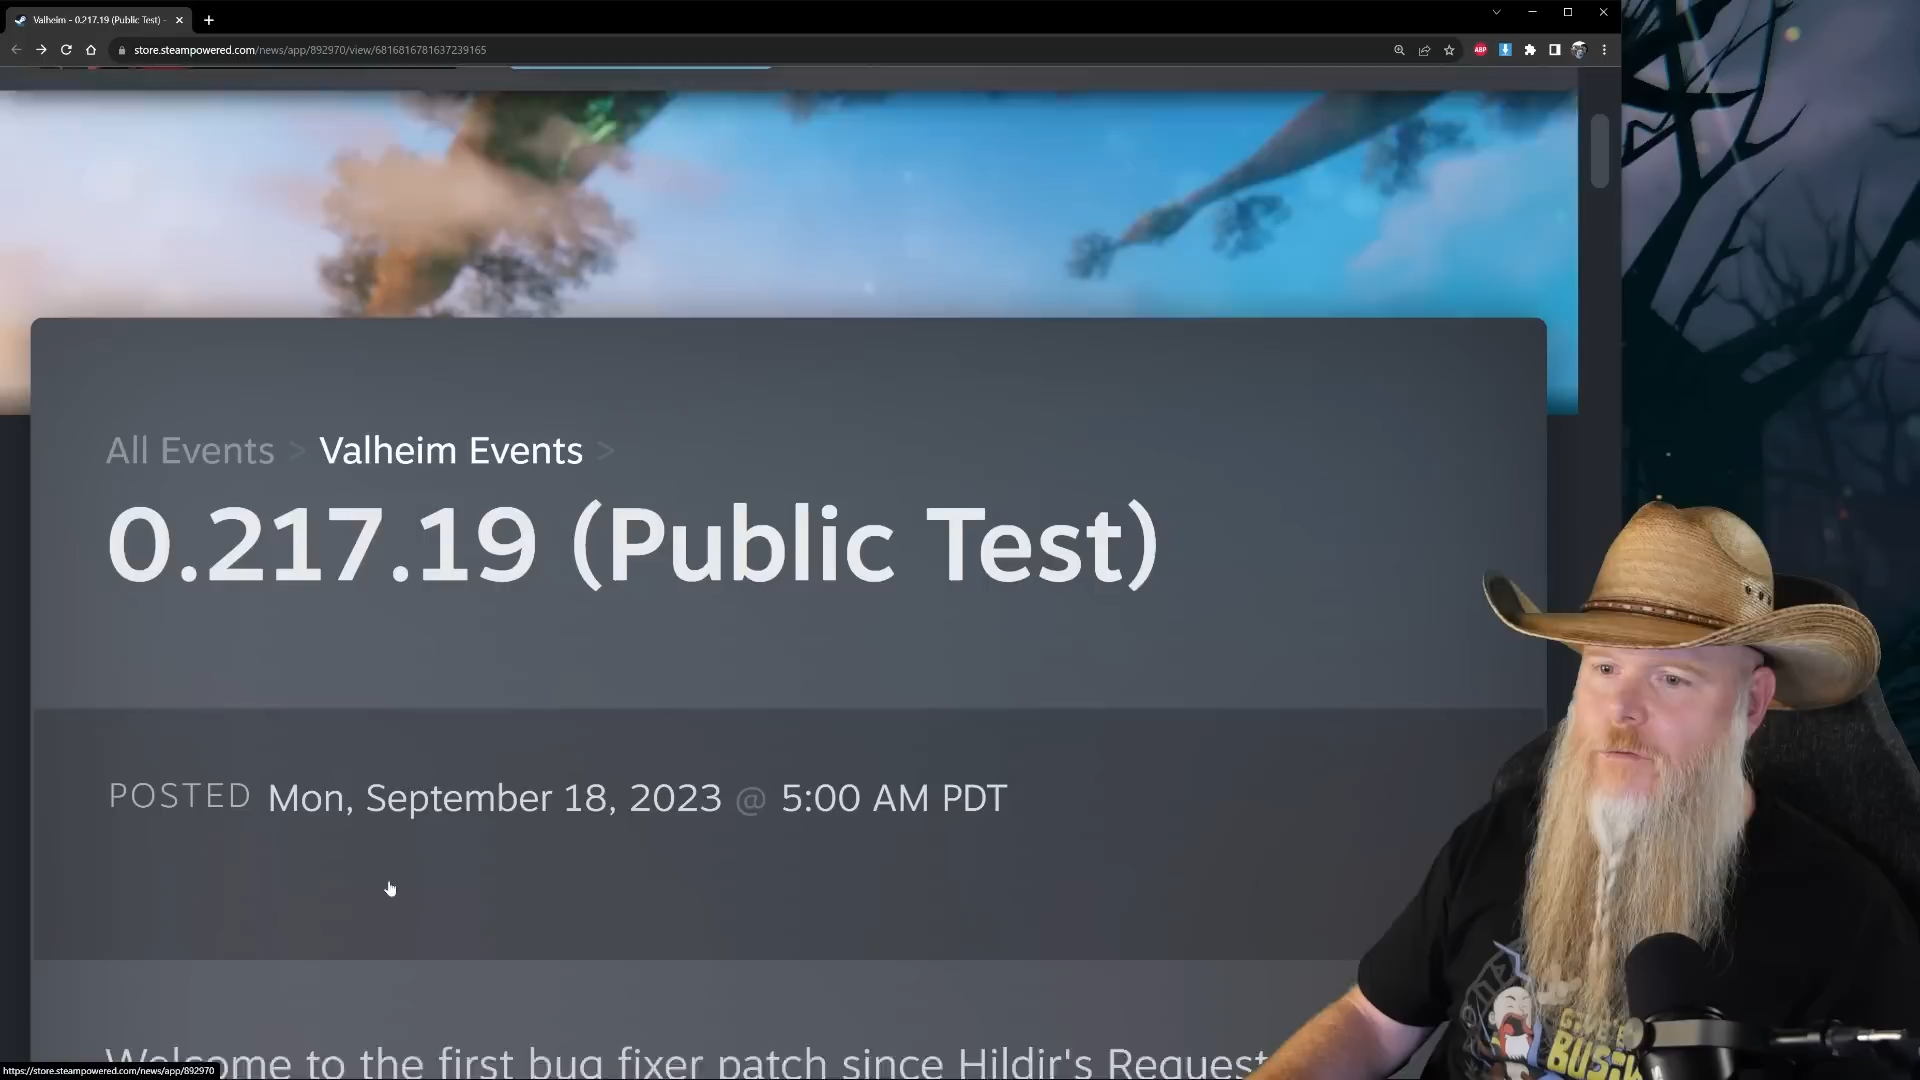 Valheim - 0.217.19 (Public Test) -
store.steampowered.com/news/app/892970/view/6816816781637239165
ABP
All Events > Valheim Events >
0.217.19 (Public Test)
POSTED Mon, September 18, 2023 @ 5:00 AM PDT
Welcome to the first bug fixer patch since Hildir's Request
https://store.steampowered.com/news/app/892970